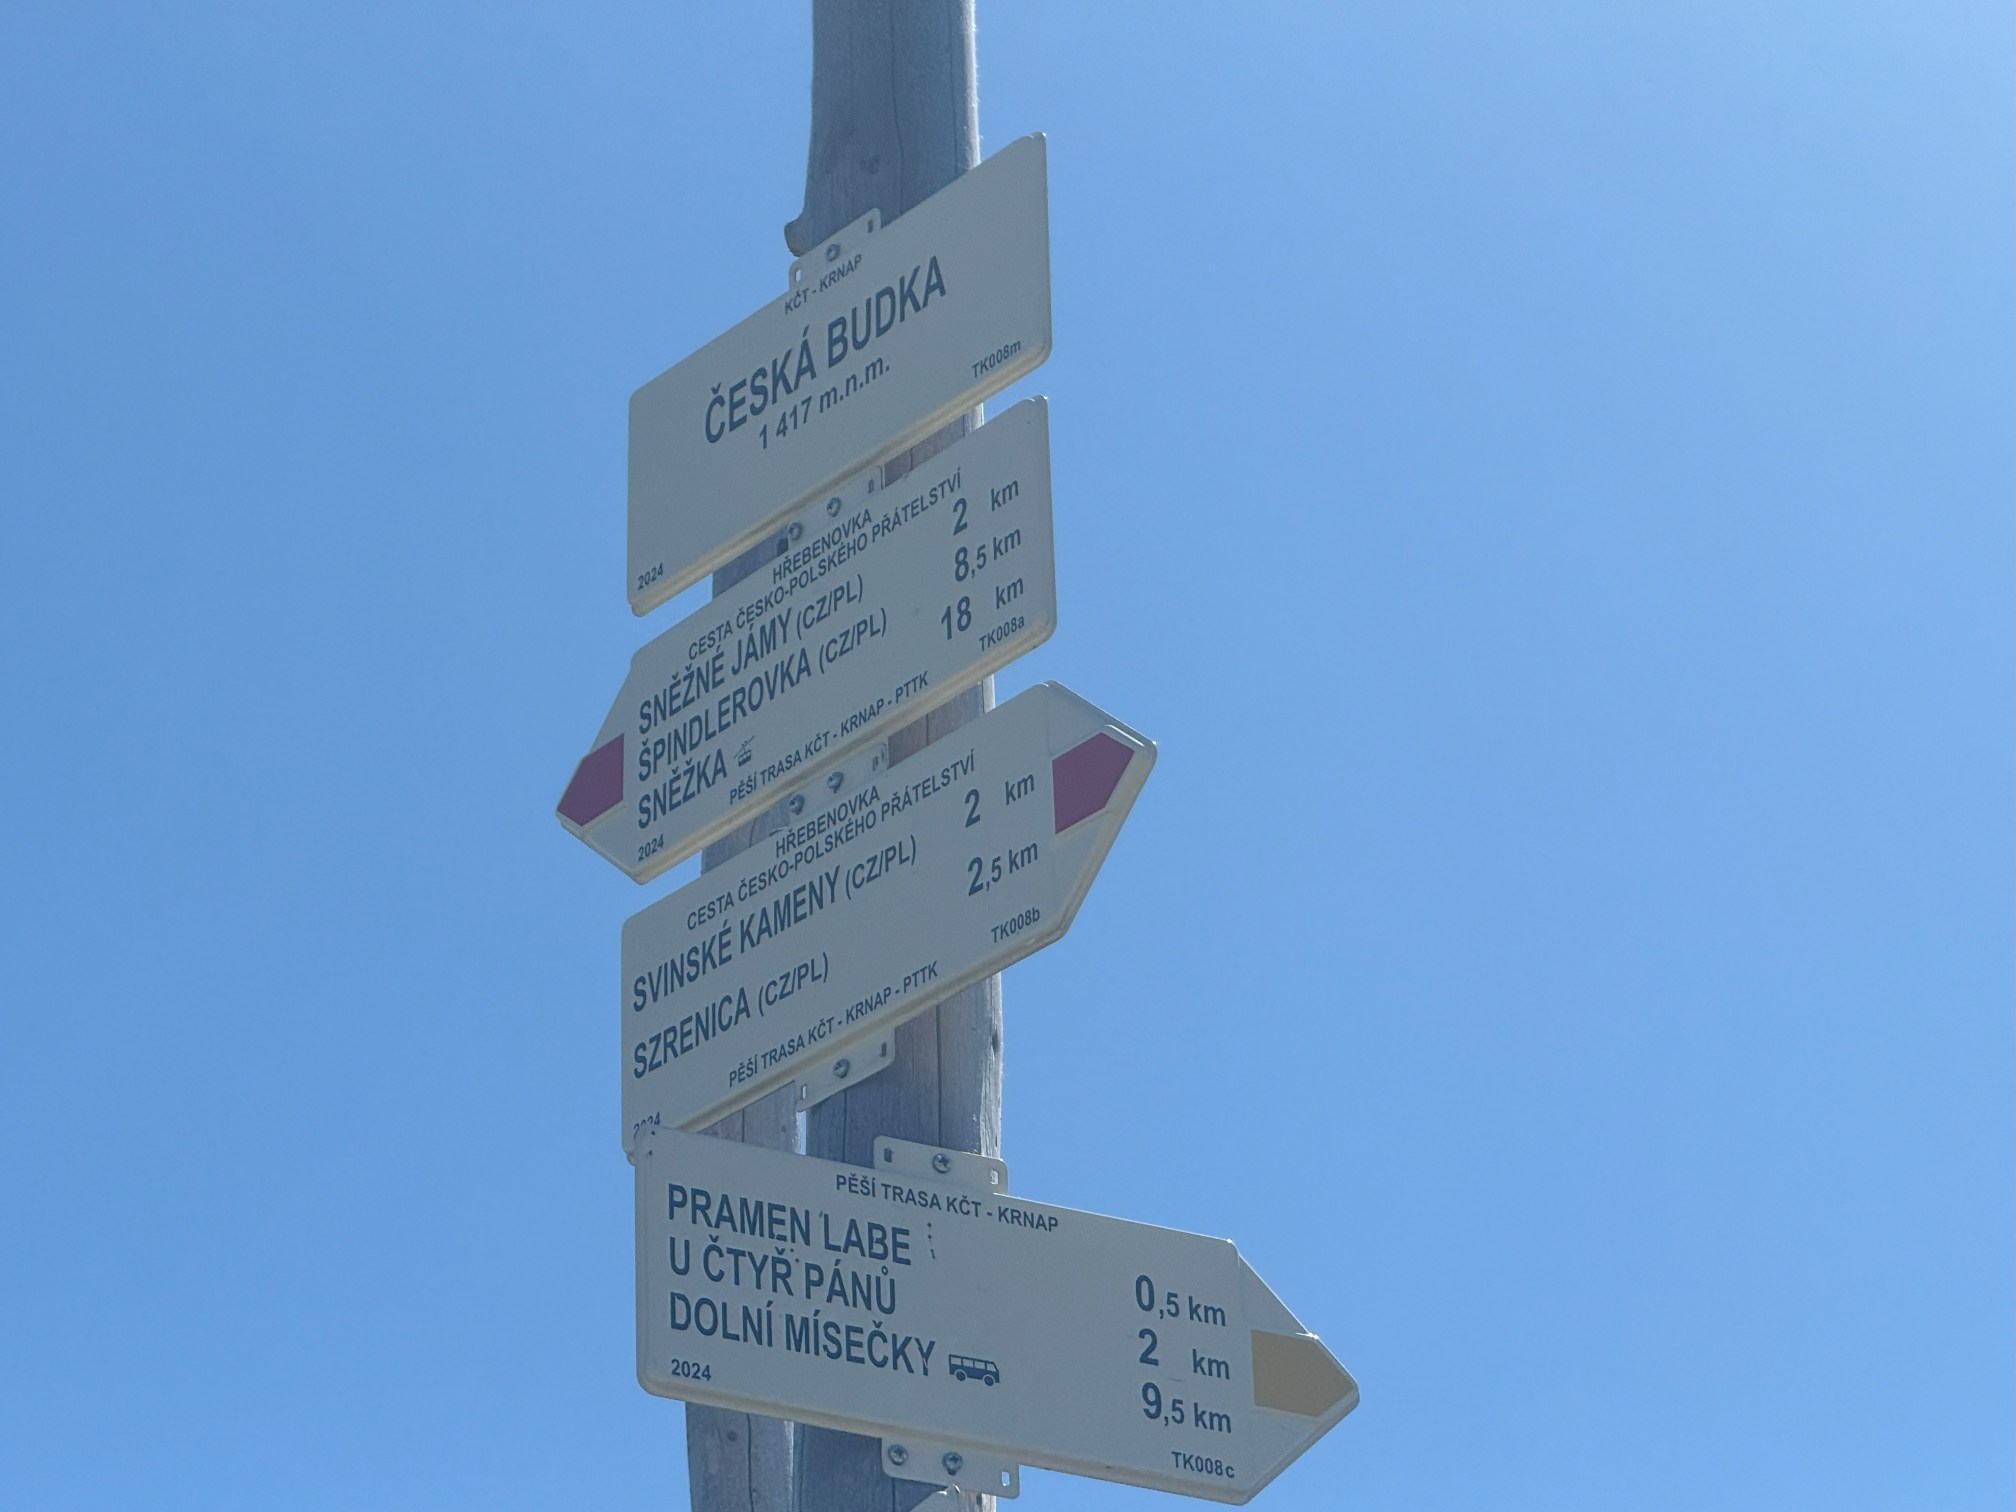 KČT - KRNAP
ČESKÁ BUDKA
1 417 m.n.m.
TK008m
2024
HŘEBENOVKA
CESTA ČESKO-POLSKÉHO PŘÁTELSTVÍ
SNĚŽNÉ JÁMY (CZ/PL) 2 km
ŠPINDLEROVKA (CZ/PL) 8,5 km
SNĚŽKA 18 km
PĚŠÍ TRASA KČT - KRNAP - PTTK
TK008a
2024
HŘEBENOVKA
CESTA ČESKO-POLSKÉHO PŘÁTELSTVÍ
SVINSKÉ KAMENY (CZ/PL) 2 km
SZRENICA (CZ/PL) 2,5 km
PĚŠÍ TRASA KČT - KRNAP - PTTK
TK008b
2024
PĚŠÍ TRASA KČT - KRNAP
PRAMEN LABE 0,5 km
U ČTYŘ PÁNŮ 2 km
DOLNÍ MÍSEČKY 9,5 km
2024
TK008c